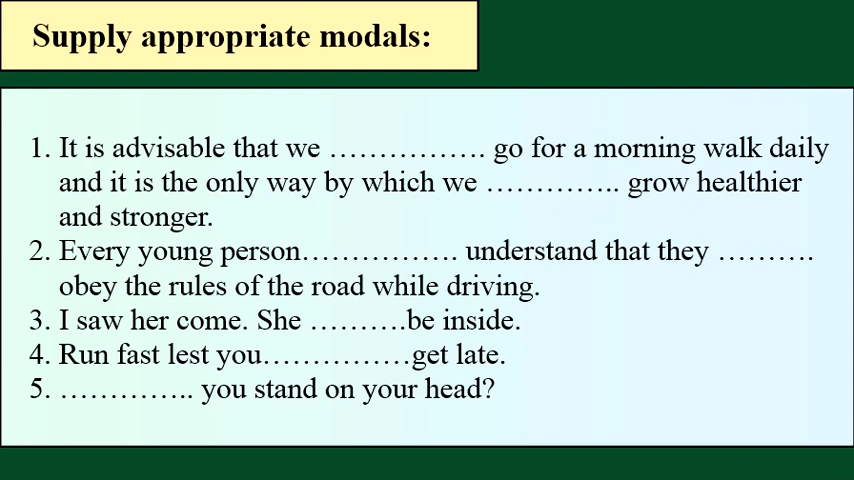 Supply appropriate modals:
1. It is advisable that we ……………. go for a morning walk daily
and it is the only way by which we ………….. grow healthier
and stronger.
2. Every young person……………. understand that they ……….
obey the rules of the road while driving.
3. I saw her come. She ……….be inside.
4. Run fast lest you……………get late.
5. ………….. you stand on your head?